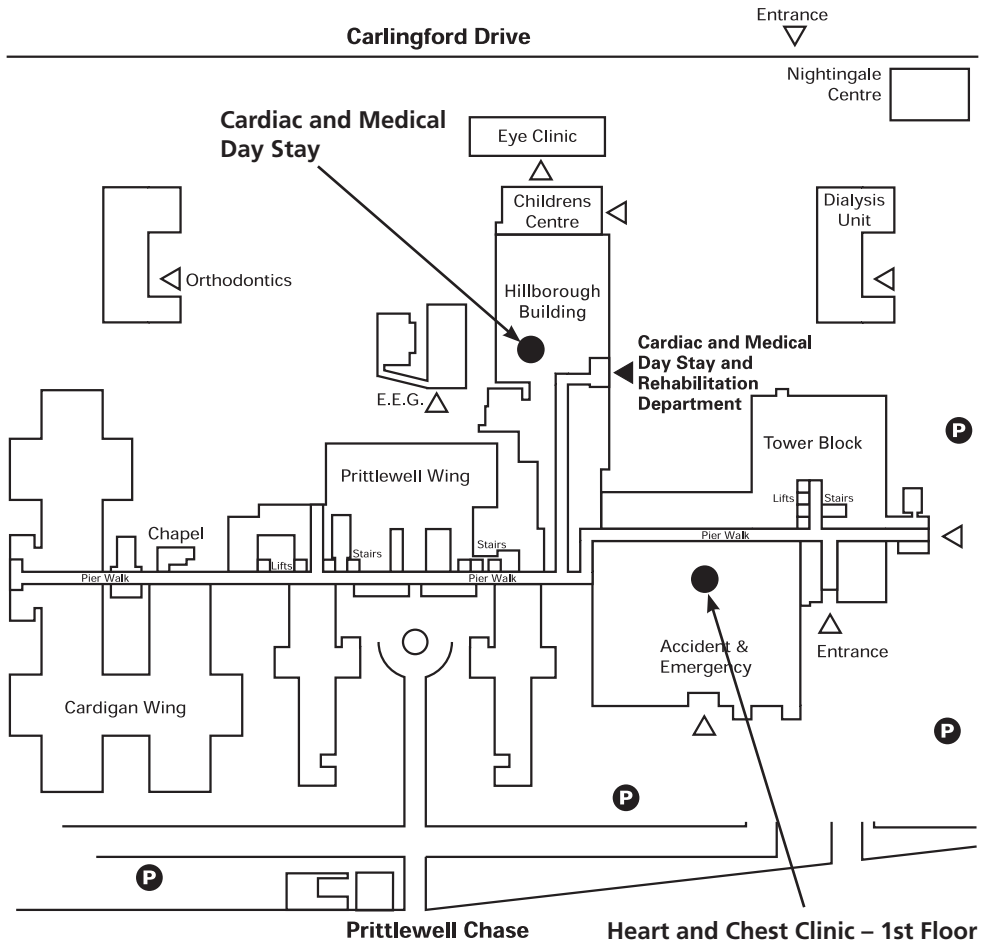 Entrance
Carlingford Drive
Nightingale
Centre
Cardiac and Medical
Day Stay
Eye Clinic
Childrens
Centre
Dialysis
Unit
Orthodontics
Hillborough
Building
Cardiac and Medical
Day Stay and
Rehabilitation
Department
E.E.G.
P
Tower Block
Prittlewell Wing
Lifts
Stairs
Chapel
Stairs
Stairs
Lifts
Pier Walk
Pier Walk
Pier Walk
Accident &
Emergency
Entrance
Cardigan Wing
P
P
P
Prittlewell Chase
Heart and Chest Clinic – 1st Floor